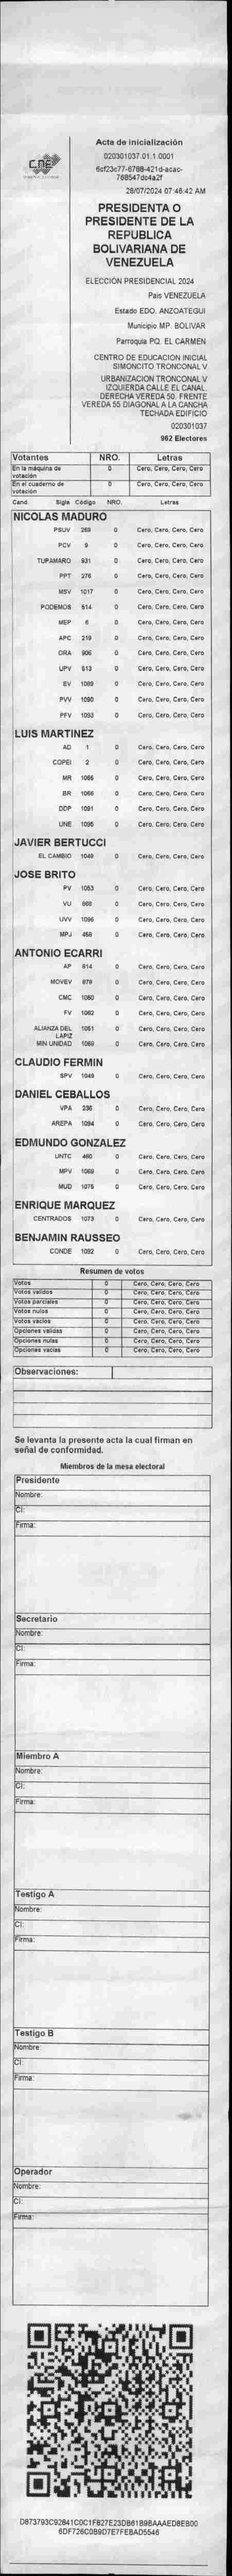 CNE
Acta de inicialización
020301037.01.1.0001
6cf23c77-6788-421d-acac-
768547dc4a2f
28/07/2024 07:46:42 AM
PRESIDENTA O
PRESIDENTE DE LA
REPUBLICA
BOLIVARIANA DE
VENEZUELA
ELECCIÓN PRESIDENCIAL 2024
Pais VENEZUELA
Estado EDO. ANZOATEGUI
Municipio MP. BOLIVAR
Parroquia PQ. EL CARMEN
CENTRO DE EDUCACION INICIAL
SIMONCITO TRONCONAL V
URBANIZACION TRONCONAL V
IZQUIERDA CALLE EL CANAL.
DERECHA VEREDA 50. FRENTE
VEREDA 55 DIAGONAL A LA CANCHA
TECHADA EDIFICIO
020301037
962 Electores
Votantes NRO. Letras
En la máquina de votación 0 Cero, Cero, Cero, Cero
En el cuaderno de votación 0 Cero, Cero, Cero, Cero
Cand. Sigla Código NRO. Letras
NICOLAS MADURO
PSUV 269 0 Cero, Cero, Cero, Cero
PCV 9 0 Cero, Cero, Cero, Cero
TUPAMARO 531 0 Cero, Cero, Cero, Cero
PPT 276 0 Cero, Cero, Cero, Cero
MSV 1017 0 Cero, Cero, Cero, Cero
PODEMOS 514 0 Cero, Cero, Cero, Cero
MEP 6 0 Cero, Cero, Cero, Cero
APC 219 0 Cero, Cero, Cero, Cero
ORA 906 0 Cero, Cero, Cero, Cero
UPV 613 0 Cero, Cero, Cero, Cero
EV 1089 0 Cero, Cero, Cero, Cero
PVV 1090 0 Cero, Cero, Cero, Cero
PFV 1093 0 Cero, Cero, Cero, Cero
LUIS MARTINEZ
AD 1 0 Cero, Cero, Cero, Cero
COPEI 2 0 Cero, Cero, Cero, Cero
MR 1065 0 Cero, Cero, Cero, Cero
BR 1066 0 Cero, Cero, Cero, Cero
DDP 1091 0 Cero, Cero, Cero, Cero
UNE 1095 0 Cero, Cero, Cero, Cero
JAVIER BERTUCCI
EL CAMBIO 1048 0 Cero, Cero, Cero, Cero
JOSE BRITO
PV 1053 0 Cero, Cero, Cero, Cero
VU 868 0 Cero, Cero, Cero, Cero
UVV 1096 0 Cero, Cero, Cero, Cero
MPJ 458 0 Cero, Cero, Cero, Cero
ANTONIO ECARRI
AP 814 0 Cero, Cero, Cero, Cero
MOVEV 879 0 Cero, Cero, Cero, Cero
CMC 1050 0 Cero, Cero, Cero, Cero
FV 1082 0 Cero, Cero, Cero, Cero
ALIANZA DEL LAPIZ 1051 0 Cero, Cero, Cero, Cero
MIN UNIDAD 1059 0 Cero, Cero, Cero, Cero
CLAUDIO FERMIN
SPV 1049 0 Cero, Cero, Cero, Cero
DANIEL CEBALLOS
VPA 236 0 Cero, Cero, Cero, Cero
AREPA 1094 0 Cero, Cero, Cero, Cero
EDMUNDO GONZALEZ
UNTC 460 0 Cero, Cero, Cero, Cero
MPV 1069 0 Cero, Cero, Cero, Cero
MUD 1075 0 Cero, Cero, Cero, Cero
ENRIQUE MARQUEZ
CENTRADOS 1073 0 Cero, Cero, Cero, Cero
BENJAMIN RAUSSEO
CONDE 1092 0 Cero, Cero, Cero, Cero
Resumen de votos
Votos 0 Cero, Cero, Cero, Cero
Votos validos 0 Cero, Cero, Cero, Cero
Votos parciales 0 Cero, Cero, Cero, Cero
Votos nulos 0 Cero, Cero, Cero, Cero
Votos vacios 0 Cero, Cero, Cero, Cero
Opciones validas 0 Cero, Cero, Cero, Cero
Opciones nulas 0 Cero, Cero, Cero, Cero
Opciones vacias 0 Cero, Cero, Cero, Cero
Observaciones:
Se levanta la presente acta la cual firman en
señal de conformidad.
Miembros de la mesa electoral
Presidente
Nombre:
CI:
Firma:
Secretario
Nombre:
CI:
Firma:
Miembro A
Nombre:
CI:
Firma:
Testigo A
Nombre:
CI:
Firma:
Testigo B
Nombre:
CI:
Firma:
Operador
Nombre:
CI:
Firma:
D873793C92841C0C1F827E23DB61B9BAAAED8EB00
6DF726C0B9D7E7FEBAD5546